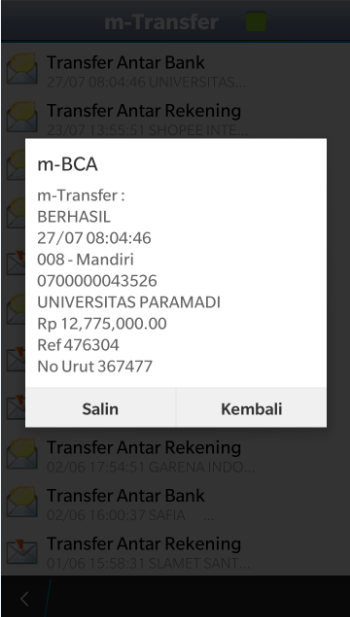 m-Transfer
Transfer Antar Bank
27/07 08:04:46 UNIVERSITAS...
Transfer Antar Rekening
23/07 13:55:51 SHOPEE INTE...
m-BCA
m-Transfer :
BERHASIL
27/07 08:04:46
008 - Mandiri
0700000043526
UNIVERSITAS PARAMADI
Rp 12,775,000.00
Ref 476304
No Urut 367477
Salin
Kembali
Transfer Antar Rekening
02/06 17:54:51 GARENA INDO...
Transfer Antar Bank
02/06 16:00:37 SAFIA ...
Transfer Antar Rekening
01/06 15:58:31 SLAMET SANT...